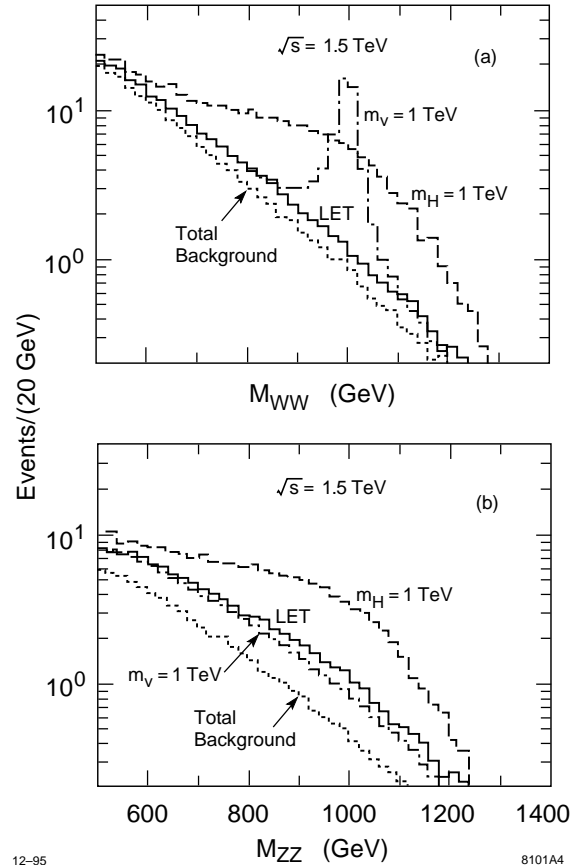 √s = 1.5 TeV
(a)
10¹
m_V = 1 TeV
m_H = 1 TeV
LET
Total
Background
10⁰
M_WW (GeV)
Events/(20 GeV)
√s = 1.5 TeV
(b)
10¹
m_H = 1 TeV
LET
m_V = 1 TeV
10⁰
Total
Background
600 800 1000 1200 1400
M_ZZ (GeV)
12–95
8101A4